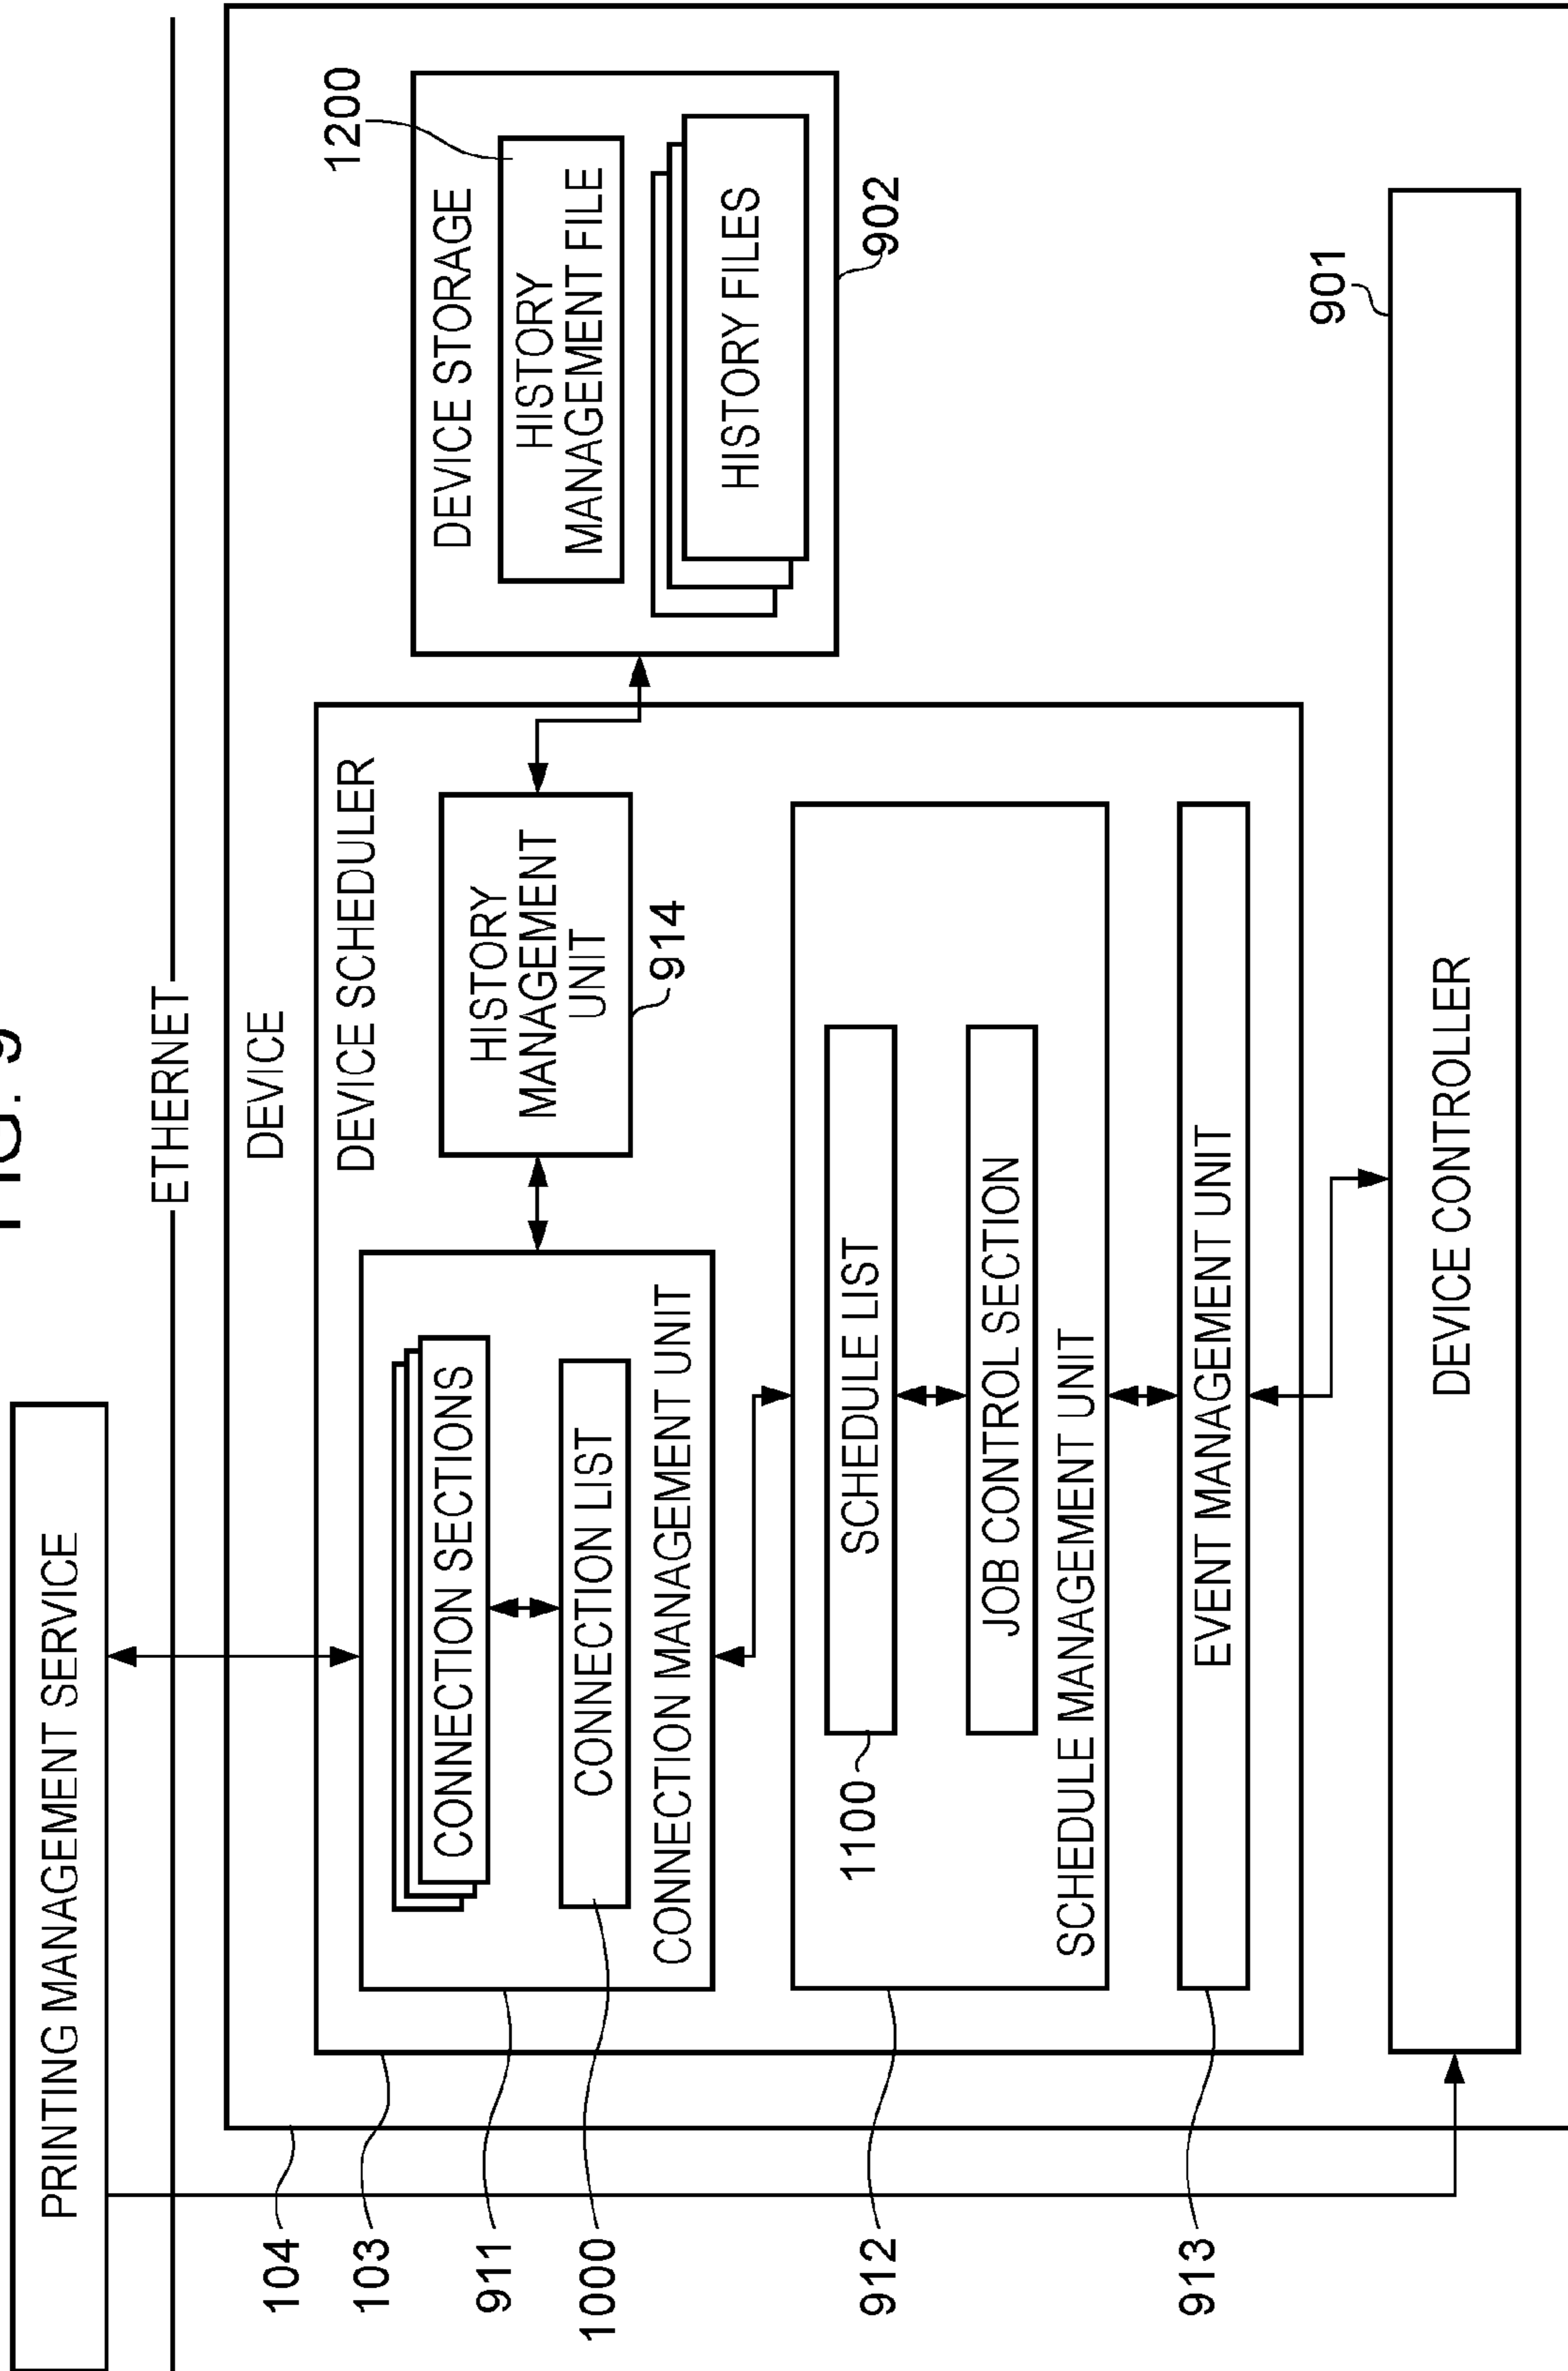 FIG. 9
PRINTING MANAGEMENT SERVICE
ETHERNET
104
DEVICE
103
DEVICE SCHEDULER
911
CONNECTION SECTIONS
1000
CONNECTION LIST
CONNECTION MANAGEMENT UNIT
HISTORY
MANAGEMENT
UNIT
914
DEVICE STORAGE
1200
HISTORY
MANAGEMENT FILE
HISTORY FILES
902
912
1100
SCHEDULE LIST
JOB CONTROL SECTION
SCHEDULE MANAGEMENT UNIT
913
EVENT MANAGEMENT UNIT
901
DEVICE CONTROLLER